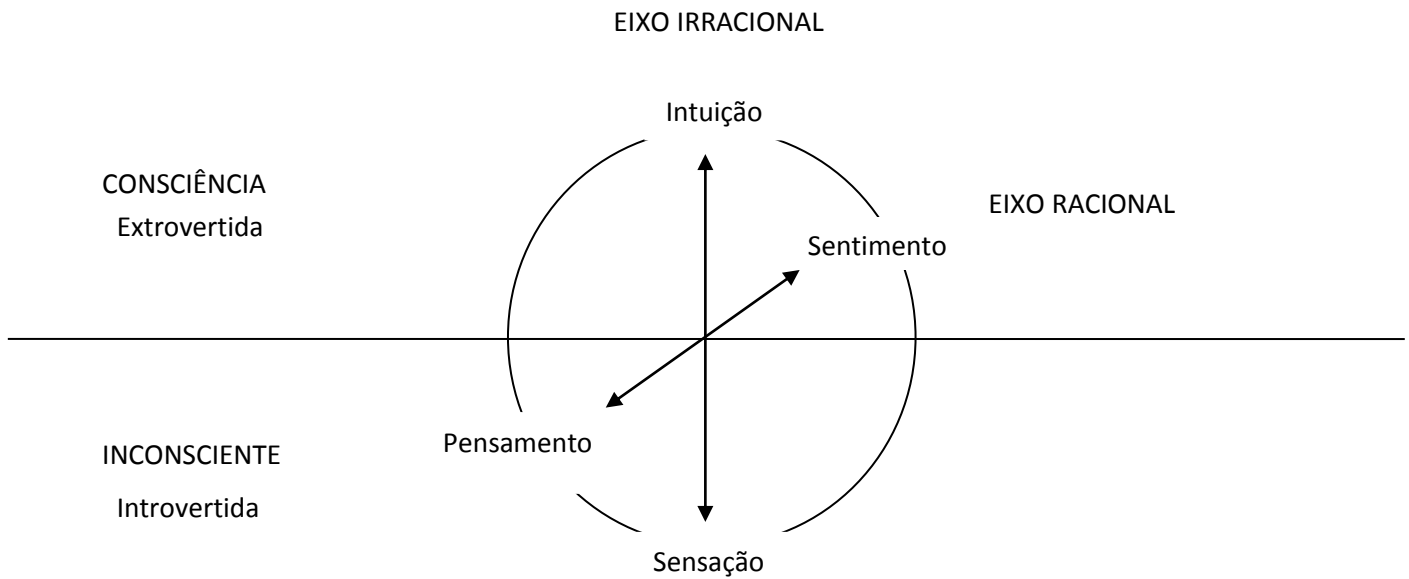 EIXO IRRACIONAL
Intuição
CONSCIÊNCIA
Extrovertida
EIXO RACIONAL
Sentimento
Pensamento
INCONSCIENTE
Introvertida
Sensação